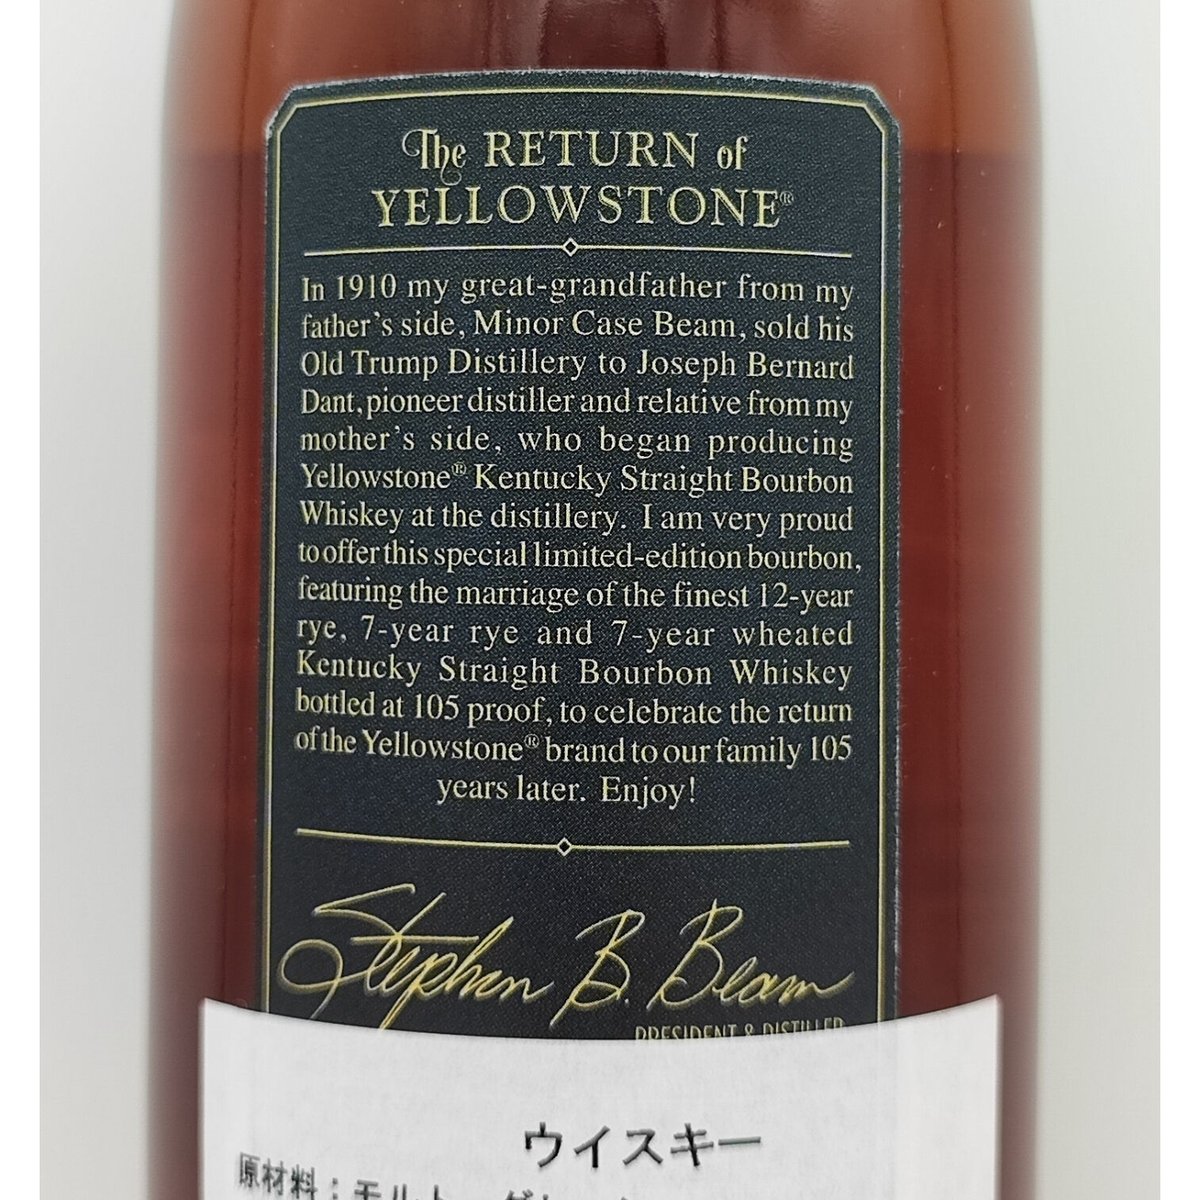 The RETURN of
YELLOWSTONE®
In 1910 my great-grandfather from my
father's side, Minor Case Beam, sold his
Old Trump Distillery to Joseph Bernard
Dant, pioneer distiller and relative from my
mother's side, who began producing
Yellowstone® Kentucky Straight Bourbon
Whiskey at the distillery. I am very proud
to offer this special limited-edition bourbon,
featuring the marriage of the finest 12-year
rye, 7-year rye and 7-year wheated
Kentucky Straight Bourbon Whiskey
bottled at 105 proof, to celebrate the return
of the Yellowstone® brand to our family 105
years later. Enjoy!
Stephen B. Beam
PRESIDENT & DISTILLER
ウイスキー
原材料：モルト